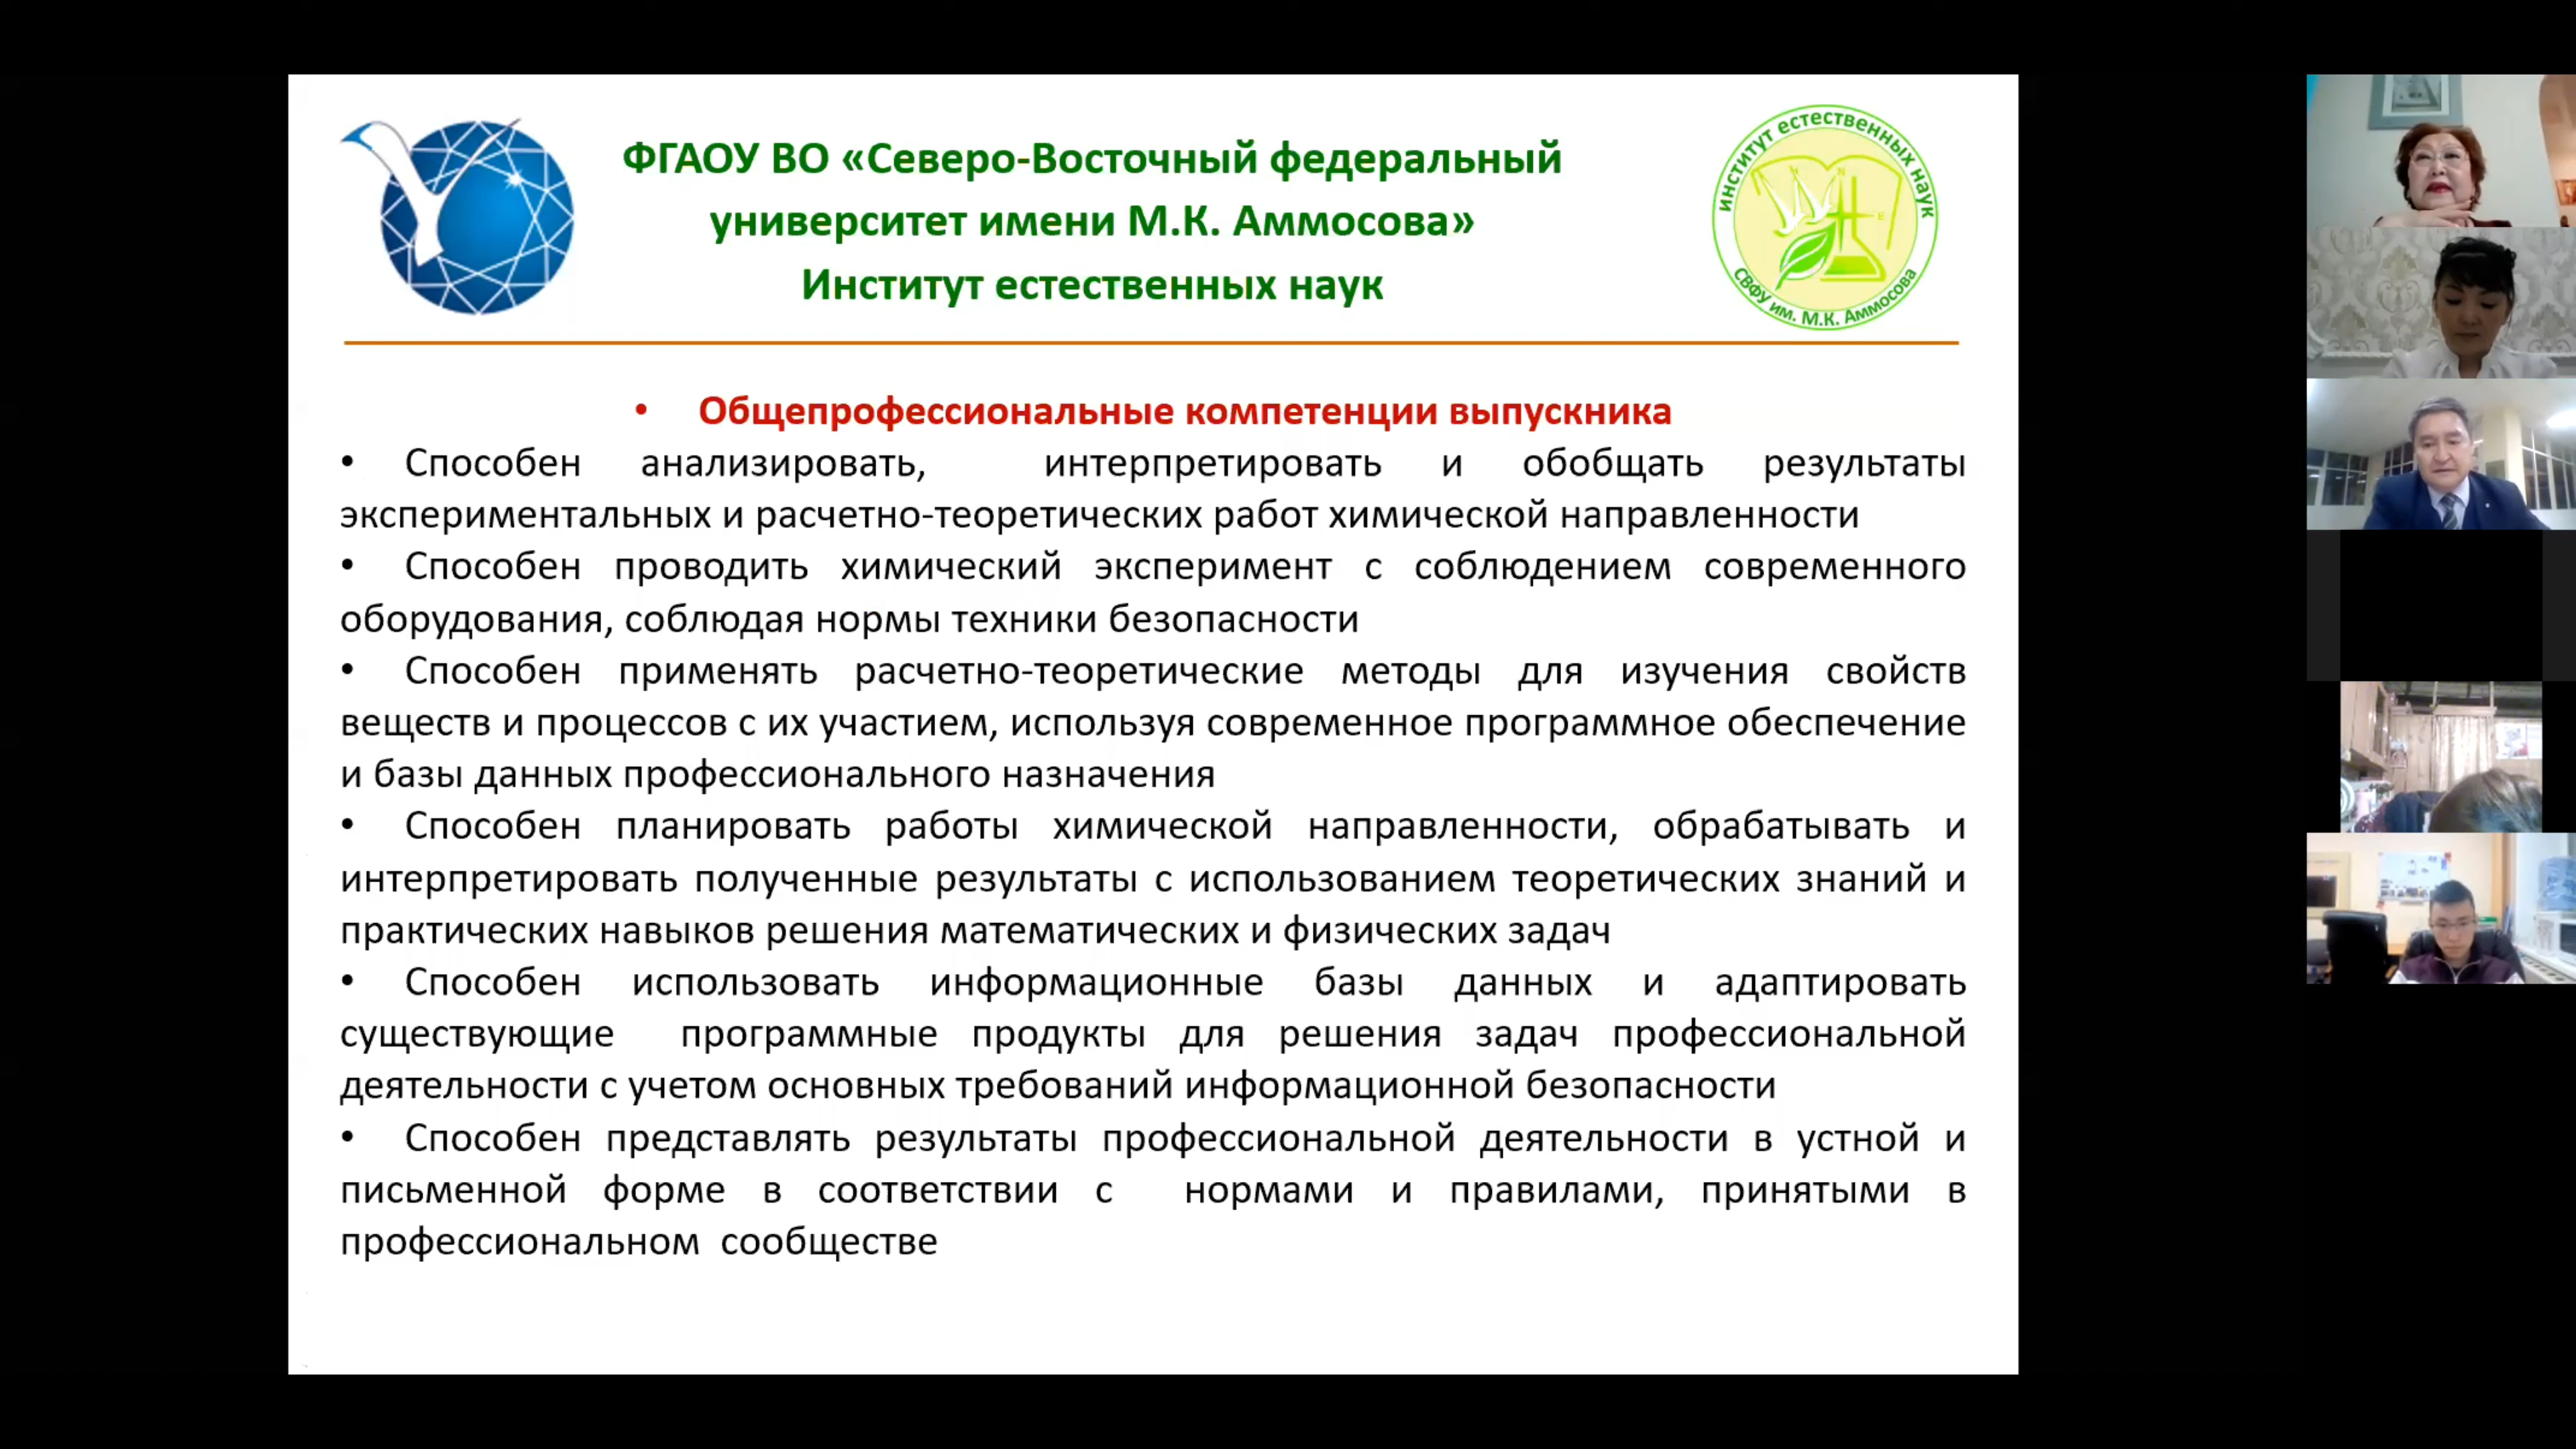 ФГАОУ ВО «Северо-Восточный федеральный
университет имени М.К. Аммосова»
Институт естественных наук
институт естественных наук
N
E
СВФУ им. М.К. Аммосова
• Общепрофессиональные компетенции выпускника
• Способен анализировать, интерпретировать и обобщать результаты
экспериментальных и расчетно-теоретических работ химической направленности
• Способен проводить химический эксперимент с соблюдением современного
оборудования, соблюдая нормы техники безопасности
• Способен применять расчетно-теоретические методы для изучения свойств
веществ и процессов с их участием, используя современное программное обеспечение
и базы данных профессионального назначения
• Способен планировать работы химической направленности, обрабатывать и
интерпретировать полученные результаты с использованием теоретических знаний и
практических навыков решения математических и физических задач
• Способен использовать информационные базы данных и адаптировать
существующие программные продукты для решения задач профессиональной
деятельности с учетом основных требований информационной безопасности
• Способен представлять результаты профессиональной деятельности в устной и
письменной форме в соответствии с нормами и правилами, принятыми в
профессиональном сообществе